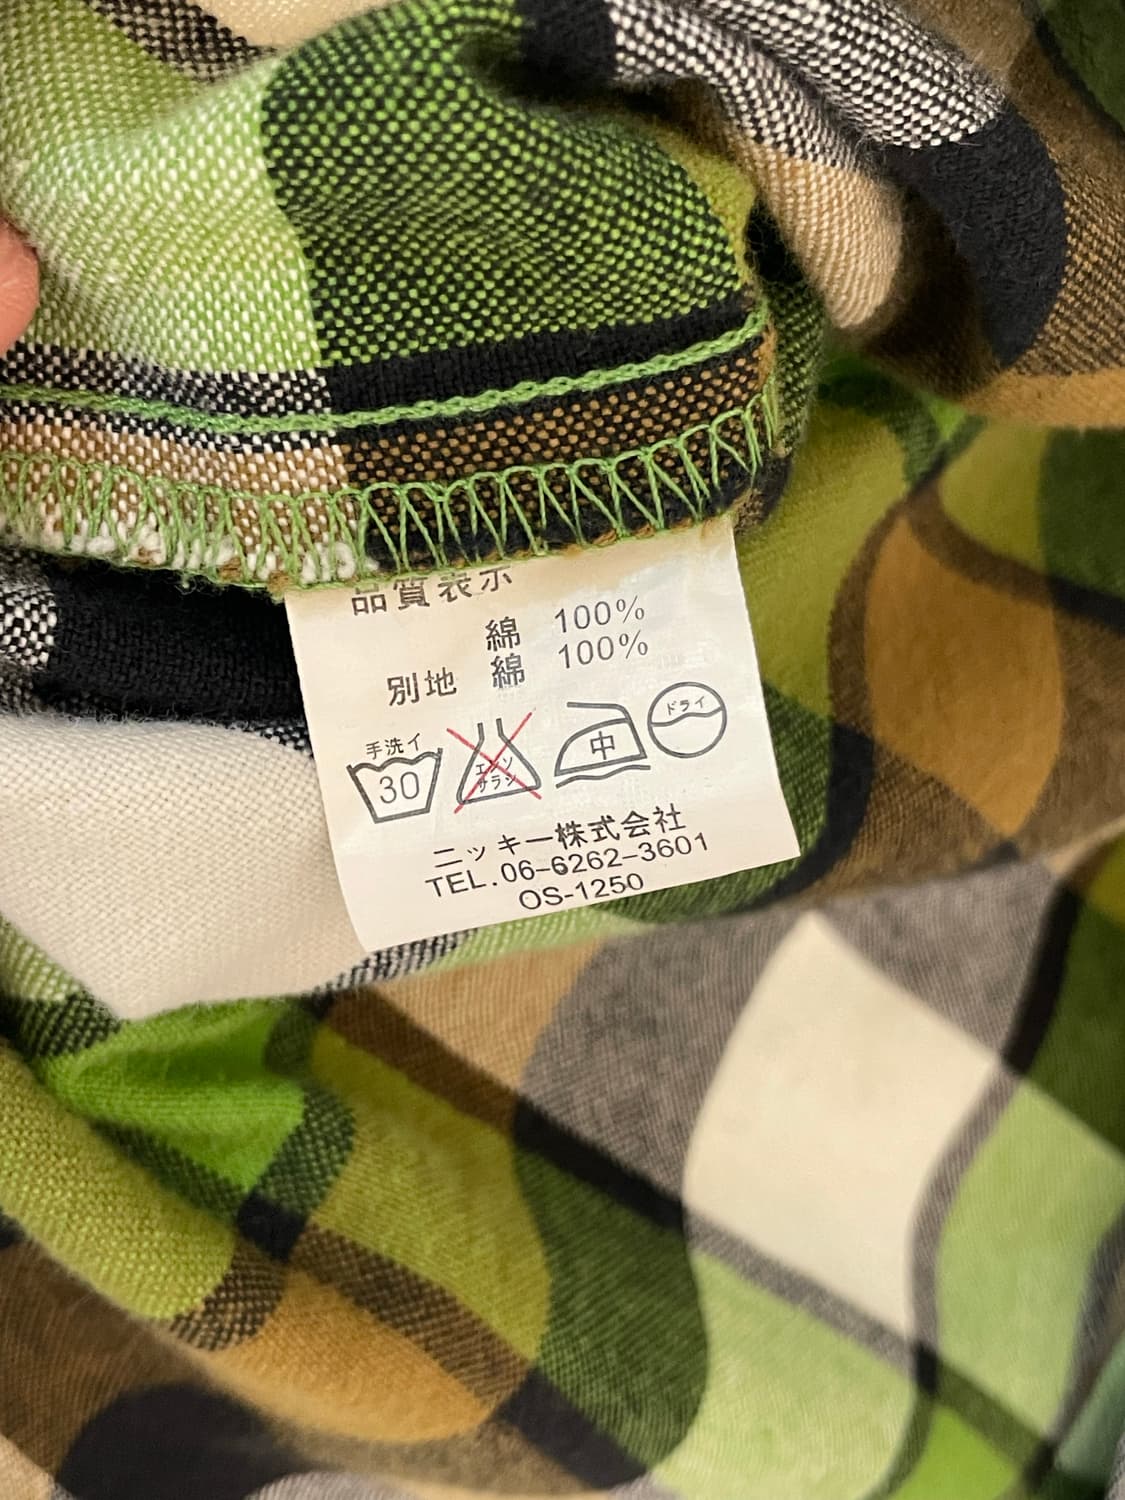 品質表示
綿 100%
別地 綿 100%
手洗イ
30
エンソ
サラシ
中
ドライ
ニッキー株式会社
TEL.06-6262-3601
OS-1250